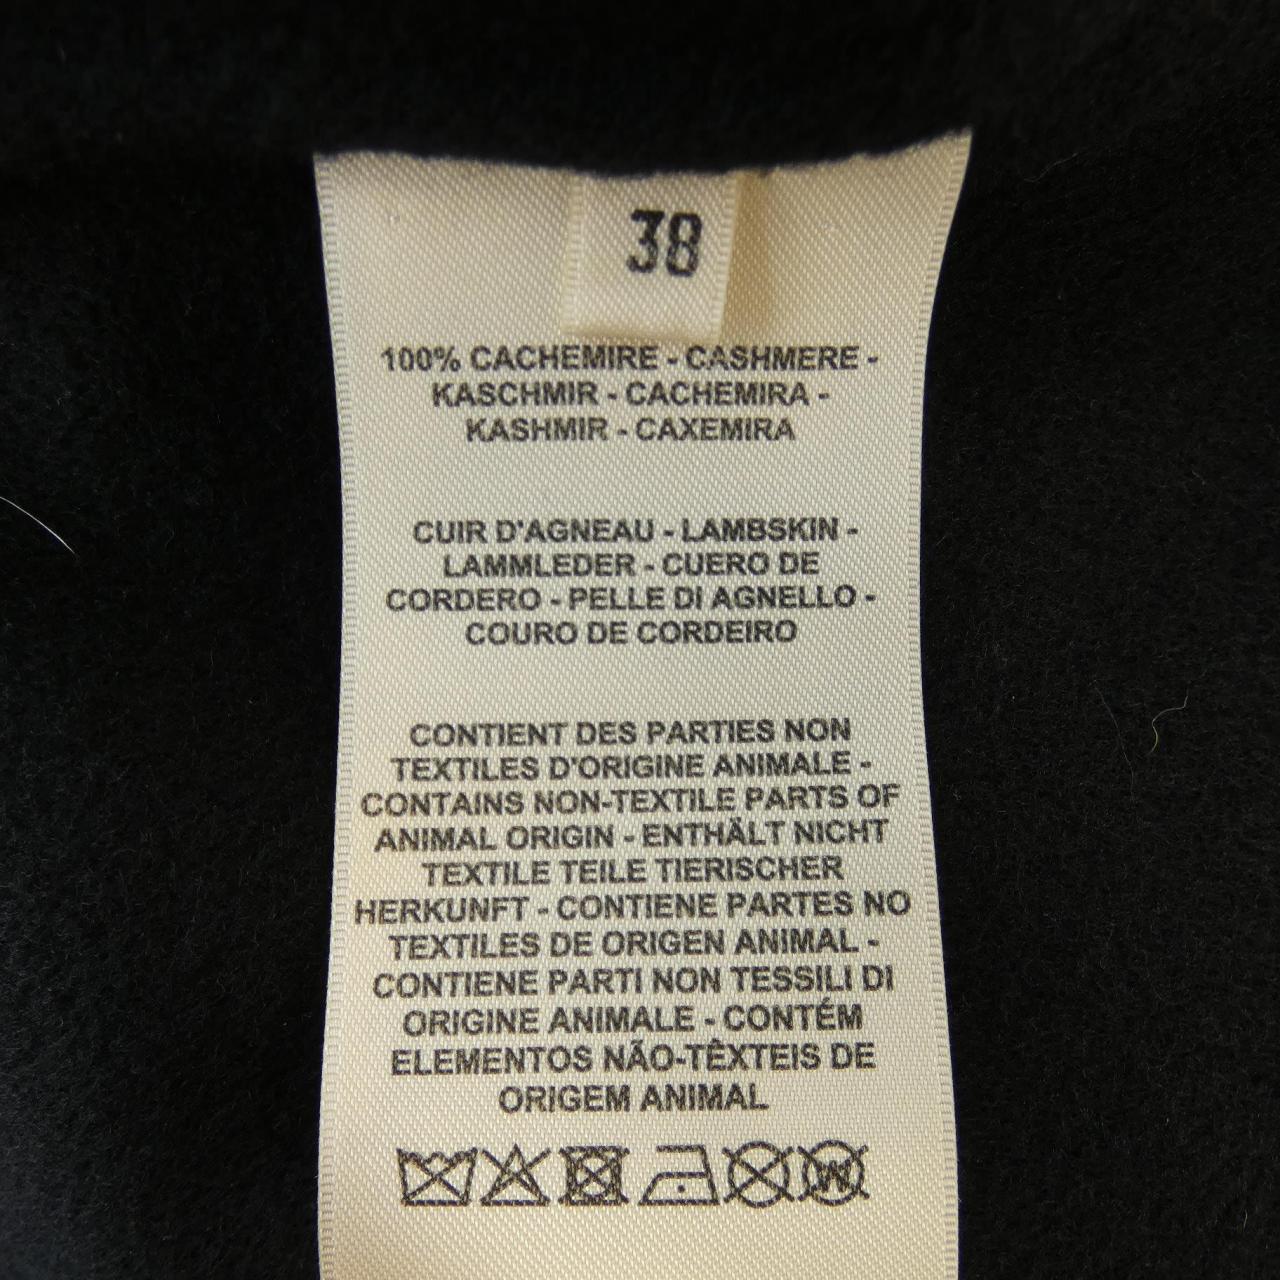 38
100% CACHEMIRE - CASHMERE -
KASCHMIR - CACHEMIRA -
KASHMIR - CAXEMIRA
CUIR D'AGNEAU - LAMBSKIN -
LAMMLEDER - CUERO DE
CORDERO - PELLE DI AGNELLO -
COURO DE CORDEIRO
CONTIENT DES PARTIES NON
TEXTILES D'ORIGINE ANIMALE -
CONTAINS NON-TEXTILE PARTS OF
ANIMAL ORIGIN - ENTHÄLT NICHT
TEXTILE TEILE TIERISCHER
HERKUNFT - CONTIENE PARTES NO
TEXTILES DE ORIGEN ANIMAL -
CONTIENE PARTI NON TESSILI DI
ORIGINE ANIMALE - CONTÉM
ELEMENTOS NÃO-TÊXTEIS DE
ORIGEM ANIMAL
W